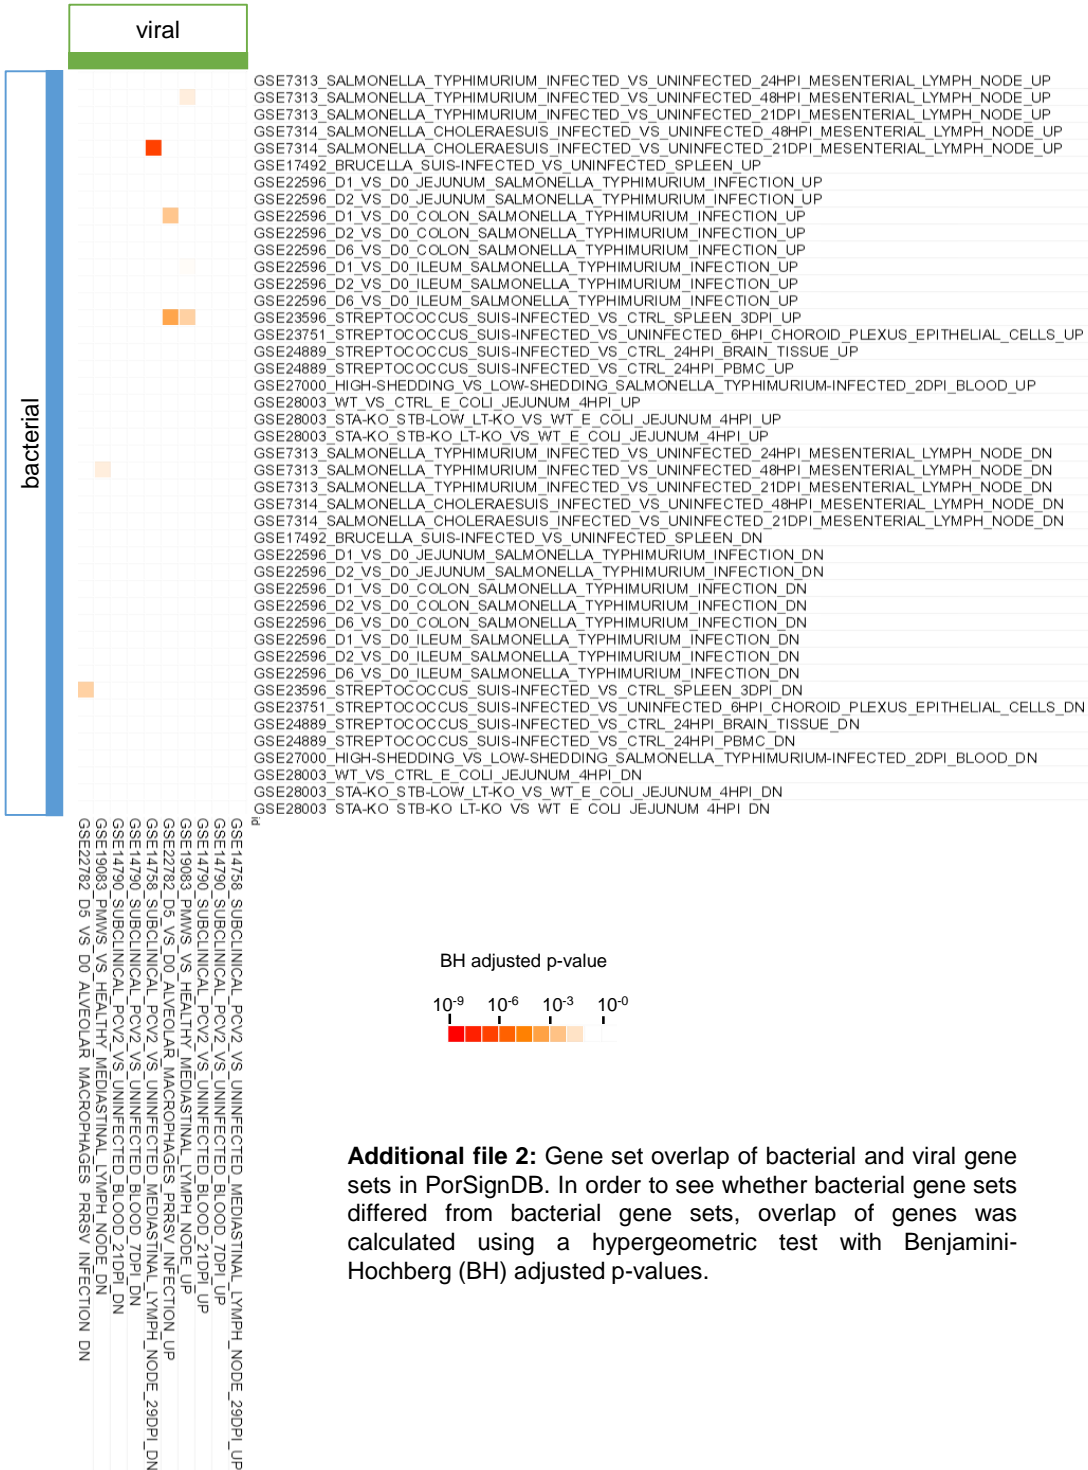 viral
bacterial
GSE7313_SALMONELLA_TYPHIMURIUM_INFECTED_VS_UNINFECTED_24HPI_MESENTERIAL_LYMPH_NODE_UP
GSE7313_SALMONELLA_TYPHIMURIUM_INFECTED_VS_UNINFECTED_48HPI_MESENTERIAL_LYMPH_NODE_UP
GSE7313_SALMONELLA_TYPHIMURIUM_INFECTED_VS_UNINFECTED_21DPI_MESENTERIAL_LYMPH_NODE_UP
GSE7314_SALMONELLA_CHOLERAESUIS_INFECTED_VS_UNINFECTED_48HPI_MESENTERIAL_LYMPH_NODE_UP
GSE7314_SALMONELLA_CHOLERAESUIS_INFECTED_VS_UNINFECTED_21DPI_MESENTERIAL_LYMPH_NODE_UP
GSE17492_BRUCELLA_SUIS-INFECTED_VS_UNINFECTED_SPLEEN_UP
GSE22596_D1_VS_D0_JEJUNUM_SALMONELLA_TYPHIMURIUM_INFECTION_UP
GSE22596_D2_VS_D0_JEJUNUM_SALMONELLA_TYPHIMURIUM_INFECTION_UP
GSE22596_D1_VS_D0_COLON_SALMONELLA_TYPHIMURIUM_INFECTION_UP
GSE22596_D2_VS_D0_COLON_SALMONELLA_TYPHIMURIUM_INFECTION_UP
GSE22596_D6_VS_D0_COLON_SALMONELLA_TYPHIMURIUM_INFECTION_UP
GSE22596_D1_VS_D0_ILEUM_SALMONELLA_TYPHIMURIUM_INFECTION_UP
GSE22596_D2_VS_D0_ILEUM_SALMONELLA_TYPHIMURIUM_INFECTION_UP
GSE22596_D6_VS_D0_ILEUM_SALMONELLA_TYPHIMURIUM_INFECTION_UP
GSE23596_STREPTOCOCCUS_SUIS-INFECTED_VS_CTRL_SPLEEN_3DPI_UP
GSE23751_STREPTOCOCCUS_SUIS-INFECTED_VS_UNINFECTED_6HPI_CHOROID_PLEXUS_EPITHELIAL_CELLS_UP
GSE24889_STREPTOCOCCUS_SUIS-INFECTED_VS_CTRL_24HPI_BRAIN_TISSUE_UP
GSE24889_STREPTOCOCCUS_SUIS-INFECTED_VS_CTRL_24HPI_PBMC_UP
GSE27000_HIGH-SHEDDING_VS_LOW-SHEDDING_SALMONELLA_TYPHIMURIUM-INFECTED_2DPI_BLOOD_UP
GSE28003_WT_VS_CTRL_E_COLI_JEJUNUM_4HPI_UP
GSE28003_STA-KO_STB-LOW_LT-KO_VS_WT_E_COLI_JEJUNUM_4HPI_UP
GSE28003_STA-KO_STB-KO_LT-KO_VS_WT_E_COLI_JEJUNUM_4HPI_UP
GSE7313_SALMONELLA_TYPHIMURIUM_INFECTED_VS_UNINFECTED_24HPI_MESENTERIAL_LYMPH_NODE_DN
GSE7313_SALMONELLA_TYPHIMURIUM_INFECTED_VS_UNINFECTED_48HPI_MESENTERIAL_LYMPH_NODE_DN
GSE7313_SALMONELLA_TYPHIMURIUM_INFECTED_VS_UNINFECTED_21DPI_MESENTERIAL_LYMPH_NODE_DN
GSE7314_SALMONELLA_CHOLERAESUIS_INFECTED_VS_UNINFECTED_48HPI_MESENTERIAL_LYMPH_NODE_DN
GSE7314_SALMONELLA_CHOLERAESUIS_INFECTED_VS_UNINFECTED_21DPI_MESENTERIAL_LYMPH_NODE_DN
GSE17492_BRUCELLA_SUIS-INFECTED_VS_UNINFECTED_SPLEEN_DN
GSE22596_D1_VS_D0_JEJUNUM_SALMONELLA_TYPHIMURIUM_INFECTION_DN
GSE22596_D2_VS_D0_JEJUNUM_SALMONELLA_TYPHIMURIUM_INFECTION_DN
GSE22596_D1_VS_D0_COLON_SALMONELLA_TYPHIMURIUM_INFECTION_DN
GSE22596_D2_VS_D0_COLON_SALMONELLA_TYPHIMURIUM_INFECTION_DN
GSE22596_D6_VS_D0_COLON_SALMONELLA_TYPHIMURIUM_INFECTION_DN
GSE22596_D1_VS_D0_ILEUM_SALMONELLA_TYPHIMURIUM_INFECTION_DN
GSE22596_D2_VS_D0_ILEUM_SALMONELLA_TYPHIMURIUM_INFECTION_DN
GSE22596_D6_VS_D0_ILEUM_SALMONELLA_TYPHIMURIUM_INFECTION_DN
GSE23596_STREPTOCOCCUS_SUIS-INFECTED_VS_CTRL_SPLEEN_3DPI_DN
GSE23751_STREPTOCOCCUS_SUIS-INFECTED_VS_UNINFECTED_6HPI_CHOROID_PLEXUS_EPITHELIAL_CELLS_DN
GSE24889_STREPTOCOCCUS_SUIS-INFECTED_VS_CTRL_24HPI_BRAIN_TISSUE_DN
GSE24889_STREPTOCOCCUS_SUIS-INFECTED_VS_CTRL_24HPI_PBMC_DN
GSE27000_HIGH-SHEDDING_VS_LOW-SHEDDING_SALMONELLA_TYPHIMURIUM-INFECTED_2DPI_BLOOD_DN
GSE28003_WT_VS_CTRL_E_COLI_JEJUNUM_4HPI_DN
GSE28003_STA-KO_STB-LOW_LT-KO_VS_WT_E_COLI_JEJUNUM_4HPI_DN
GSE28003_STA-KO_STB-KO_LT-KO_VS_WT_E_COLI_JEJUNUM_4HPI_DN
id
GSE22782_D5_VS_D0_ALVEOLAR_MACROPHAGES_PRRSV_INFECTION_DN
GSE19083_PMWS_VS_HEALTHY_MEDIASTINAL_LYMPH_NODE_DN
GSE14790_SUBCLINICAL_PCV2_VS_UNINFECTED_BLOOD_21DPI_DN
GSE14790_SUBCLINICAL_PCV2_VS_UNINFECTED_BLOOD_7DPI_DN
GSE14758_SUBCLINICAL_PCV2_VS_UNINFECTED_MEDIASTINAL_LYMPH_NODE_29DPI_DN
GSE22782_D5_VS_D0_ALVEOLAR_MACROPHAGES_PRRSV_INFECTION_UP
GSE19083_PMWS_VS_HEALTHY_MEDIASTINAL_LYMPH_NODE_UP
GSE14790_SUBCLINICAL_PCV2_VS_UNINFECTED_BLOOD_21DPI_UP
GSE14790_SUBCLINICAL_PCV2_VS_UNINFECTED_BLOOD_7DPI_UP
GSE14758_SUBCLINICAL_PCV2_VS_UNINFECTED_MEDIASTINAL_LYMPH_NODE_29DPI_UP
BH adjusted p-value
10-9 10-6 10-3 10-0
Additional file 2: Gene set overlap of bacterial and viral gene
sets in PorSignDB. In order to see whether bacterial gene sets
differed from bacterial gene sets, overlap of genes was
calculated using a hypergeometric test with Benjamini-
Hochberg (BH) adjusted p-values.